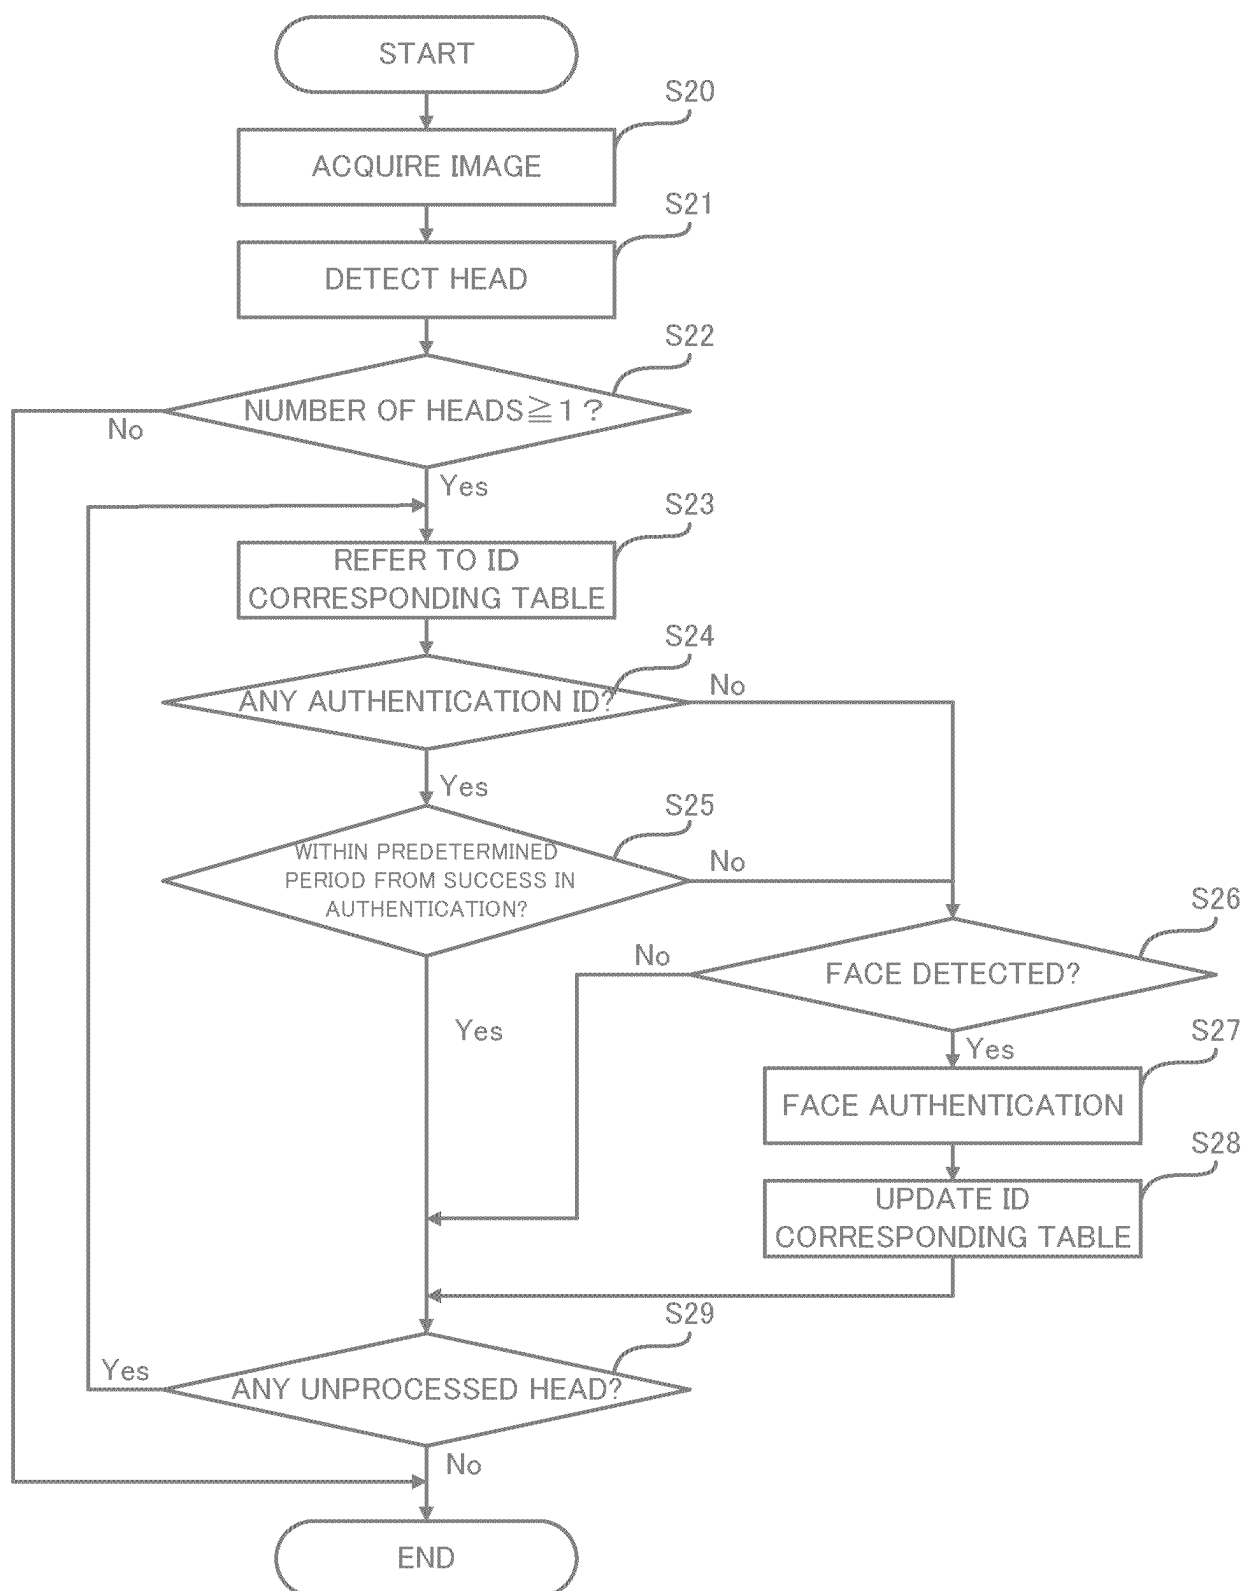 START
S20
ACQUIRE IMAGE
S21
DETECT HEAD
S22
NUMBER OF HEADS≧1?
No
Yes
S23
REFER TO ID
CORRESPONDING TABLE
S24
ANY AUTHENTICATION ID?
No
Yes
S25
WITHIN PREDETERMINED
PERIOD FROM SUCCESS IN
AUTHENTICATION?
No
S26
FACE DETECTED?
No
Yes
Yes
S27
FACE AUTHENTICATION
S28
UPDATE ID
CORRESPONDING TABLE
S29
ANY UNPROCESSED HEAD?
Yes
No
END